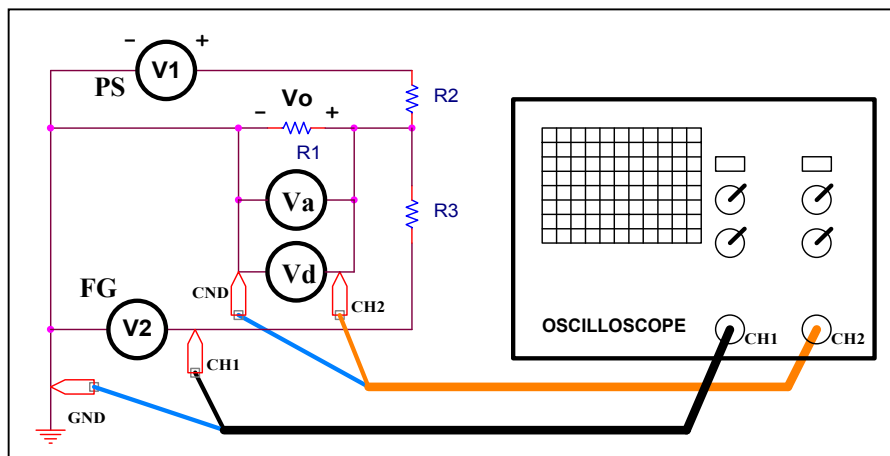 − +
V1
PS
R2
− Vo +
R1
Va
R3
Vd
FG
CND
CH2
V2
CH1
GND
OSCILLOSCOPE
CH1
CH2